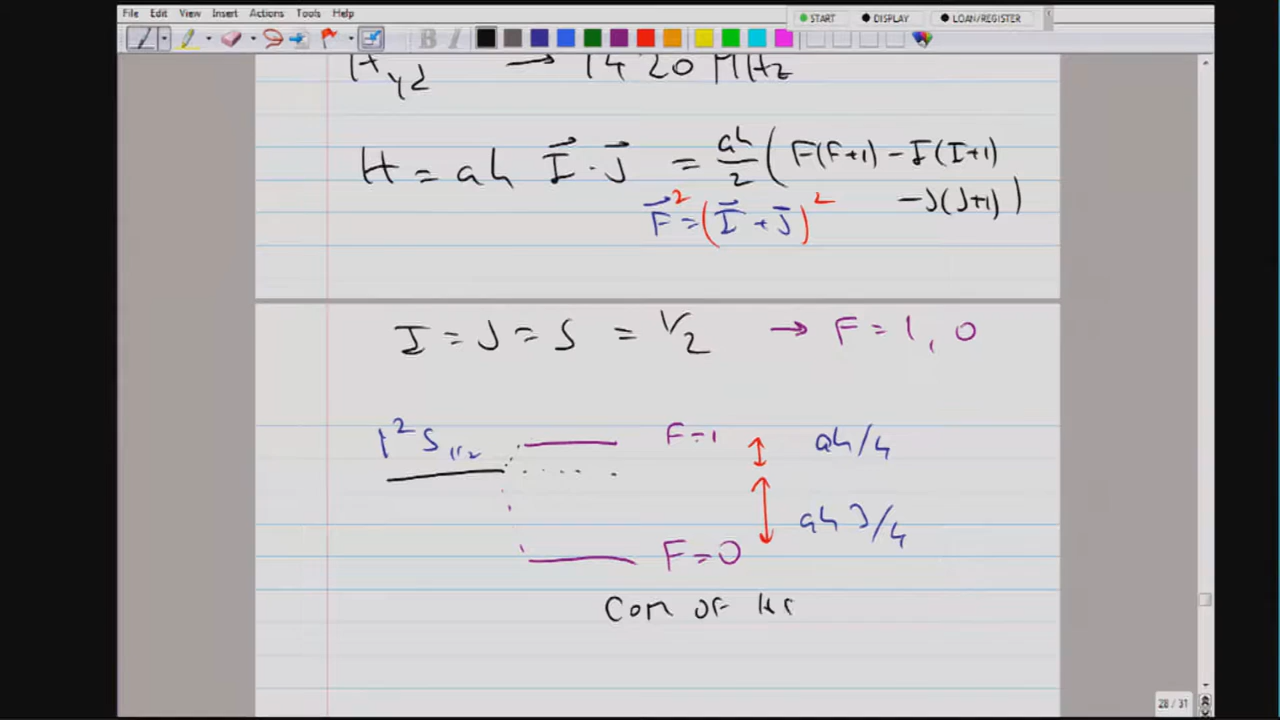 File Edit View Insert Actions Tools Help
START DISPLAY LOAN/REGISTER
B I U
Hyd → 1420 MHz
H = ah I⃗·J⃗ = ah/2 (F(F+1) - I(I+1)
- J(J+1))
F⃗² = (I⃗ + J⃗)²
I = J = S = 1/2 → F = 1, 0
1²S₁/₂
F=1 ah/4
ah 3/4
F=0
Com OF
28 / 31